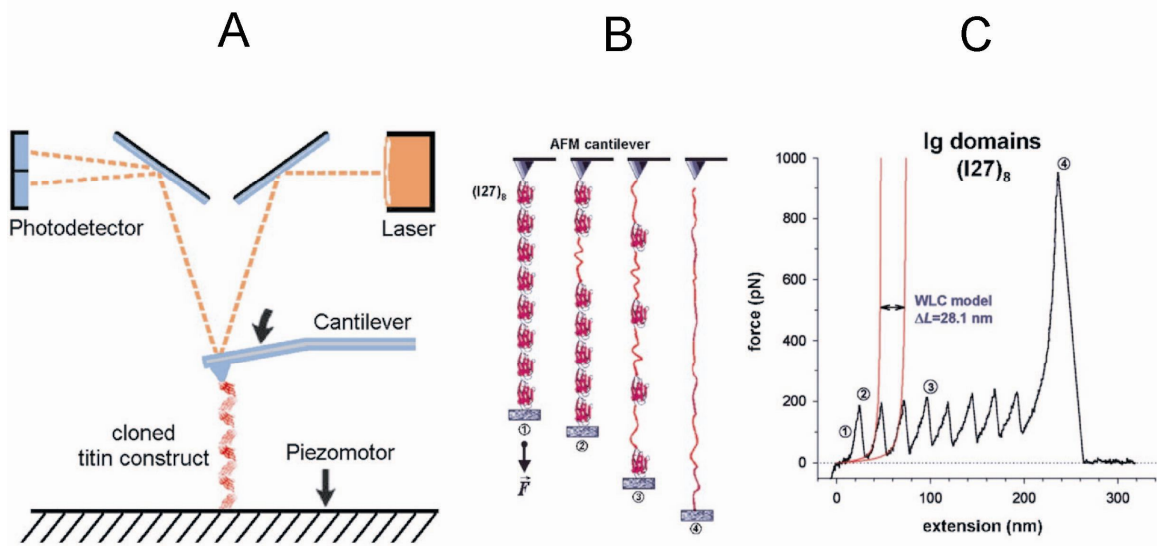 A
B
C
Photodetector
Laser
Cantilever
cloned
titin construct
Piezomotor
AFM cantilever
(I27)₈
①
②
③
④
F⃗
Ig domains
(I27)₈
1000
800
600
400
200
0
force (pN)
WLC model
ΔL=28.1 nm
①
②
③
④
0
100
200
300
extension (nm)